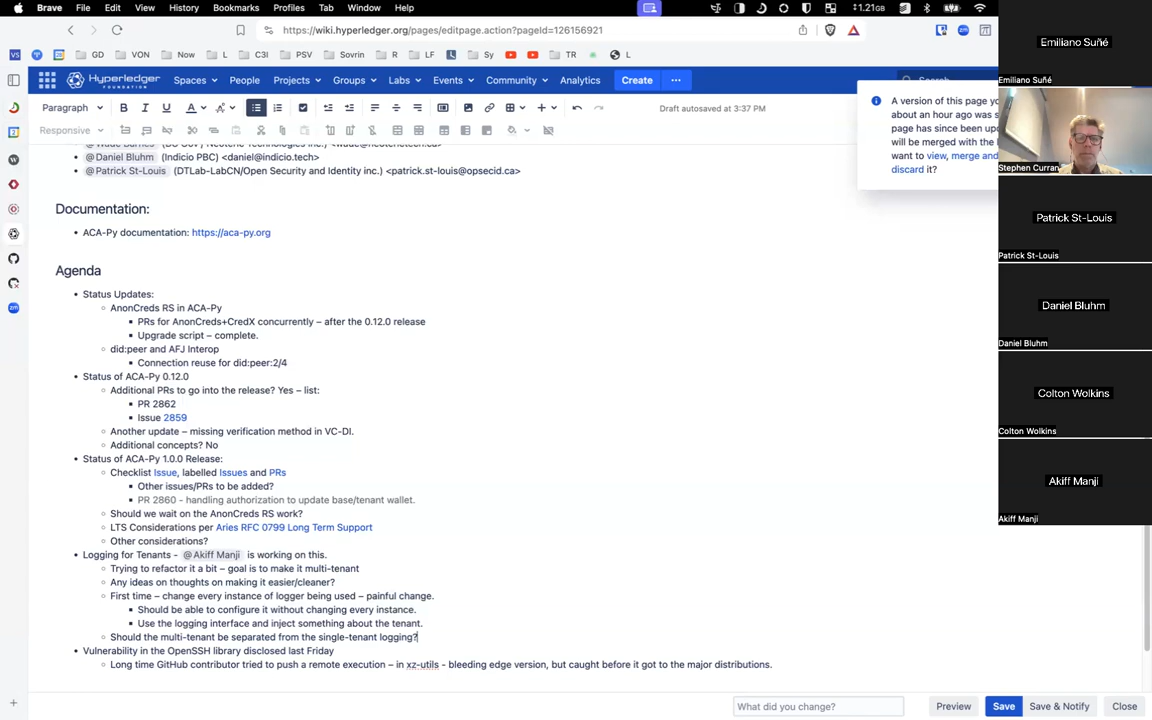 Brave File Edit View History Bookmarks Profiles Tab Window Help 1.21GB
https://wiki.hyperledger.org/pages/editpage.action?pageId=126156921
GD VON Now L C3I PSV Sovrin R LF Sy TR L
HYPERLEDGER FOUNDATION Spaces People Projects Groups Labs Events Community Analytics Create ... Search
Paragraph B I U A Draft autosaved at 3:37 PM
Responsive
A version of this page yo
about an hour ago was s
page has since been upd
will be merged with the l
want to view, merge and
discard it?
@Daniel Bluhm (Indicio PBC) <daniel@indicio.tech>
@Patrick St-Louis (DTLab-LabCN/Open Security and Identity inc.) <patrick.st-louis@opsecid.ca>
Documentation:
ACA-Py documentation: https://aca-py.org
Agenda
Status Updates:
AnonCreds RS in ACA-Py
PRs for AnonCreds+CredX concurrently – after the 0.12.0 release
Upgrade script – complete.
did:peer and AFJ Interop
Connection reuse for did:peer:2/4
Status of ACA-Py 0.12.0
Additional PRs to go into the release? Yes – list:
PR 2862
Issue 2859
Another update – missing verification method in VC-DI.
Additional concepts? No
Status of ACA-Py 1.0.0 Release:
Checklist Issue, labelled Issues and PRs
Other issues/PRs to be added?
PR 2860 - handling authorization to update base/tenant wallet.
Should we wait on the AnonCreds RS work?
LTS Considerations per Aries RFC 0799 Long Term Support
Other considerations?
Logging for Tenants - @Akiff Manji is working on this.
Trying to refactor it a bit – goal is to make it multi-tenant
Any ideas on thoughts on making it easier/cleaner?
First time – change every instance of logger being used – painful change.
Should be able to configure it without changing every instance.
Use the logging interface and inject something about the tenant.
Should the multi-tenant be separated from the single-tenant logging?
Vulnerability in the OpenSSH library disclosed last Friday
Long time GitHub contributor tried to push a remote execution – in xz-utils - bleeding edge version, but caught before it got to the major distributions.
What did you change? Preview Save Save & Notify Close
Emiliano Suñé
Emiliano Suñé
Stephen Curran
Patrick St-Louis
Patrick St-Louis
Daniel Bluhm
Daniel Bluhm
Colton Wolkins
Colton Wolkins
Akiff Manji
Akiff Manji